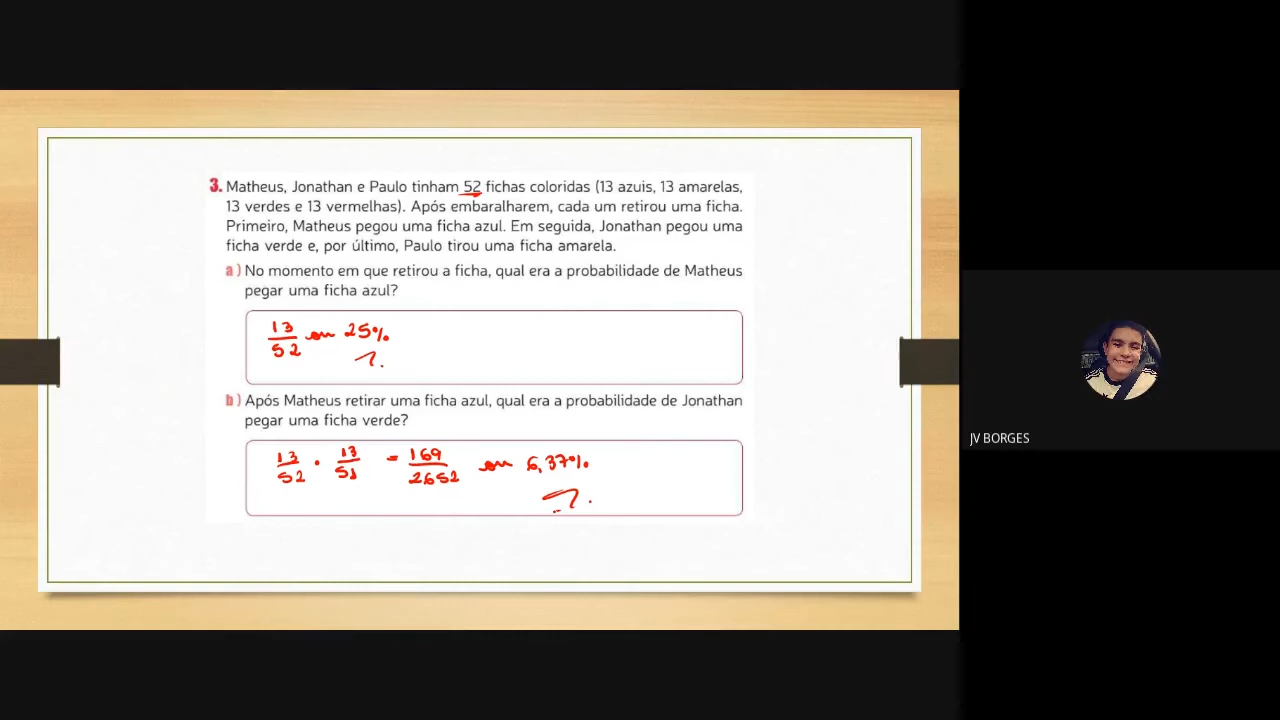 3. Matheus, Jonathan e Paulo tinham 52 fichas coloridas (13 azuis, 13 amarelas,
13 verdes e 13 vermelhas). Após embaralharem, cada um retirou uma ficha.
Primeiro, Matheus pegou uma ficha azul. Em seguida, Jonathan pegou uma
ficha verde e, por último, Paulo tirou uma ficha amarela.
a) No momento em que retirou a ficha, qual era a probabilidade de Matheus
pegar uma ficha azul?
13/52 ou 25%
b) Após Matheus retirar uma ficha azul, qual era a probabilidade de Jonathan
pegar uma ficha verde?
13/52 . 13/51 = 169/2652 ou 6,37%
JV BORGES